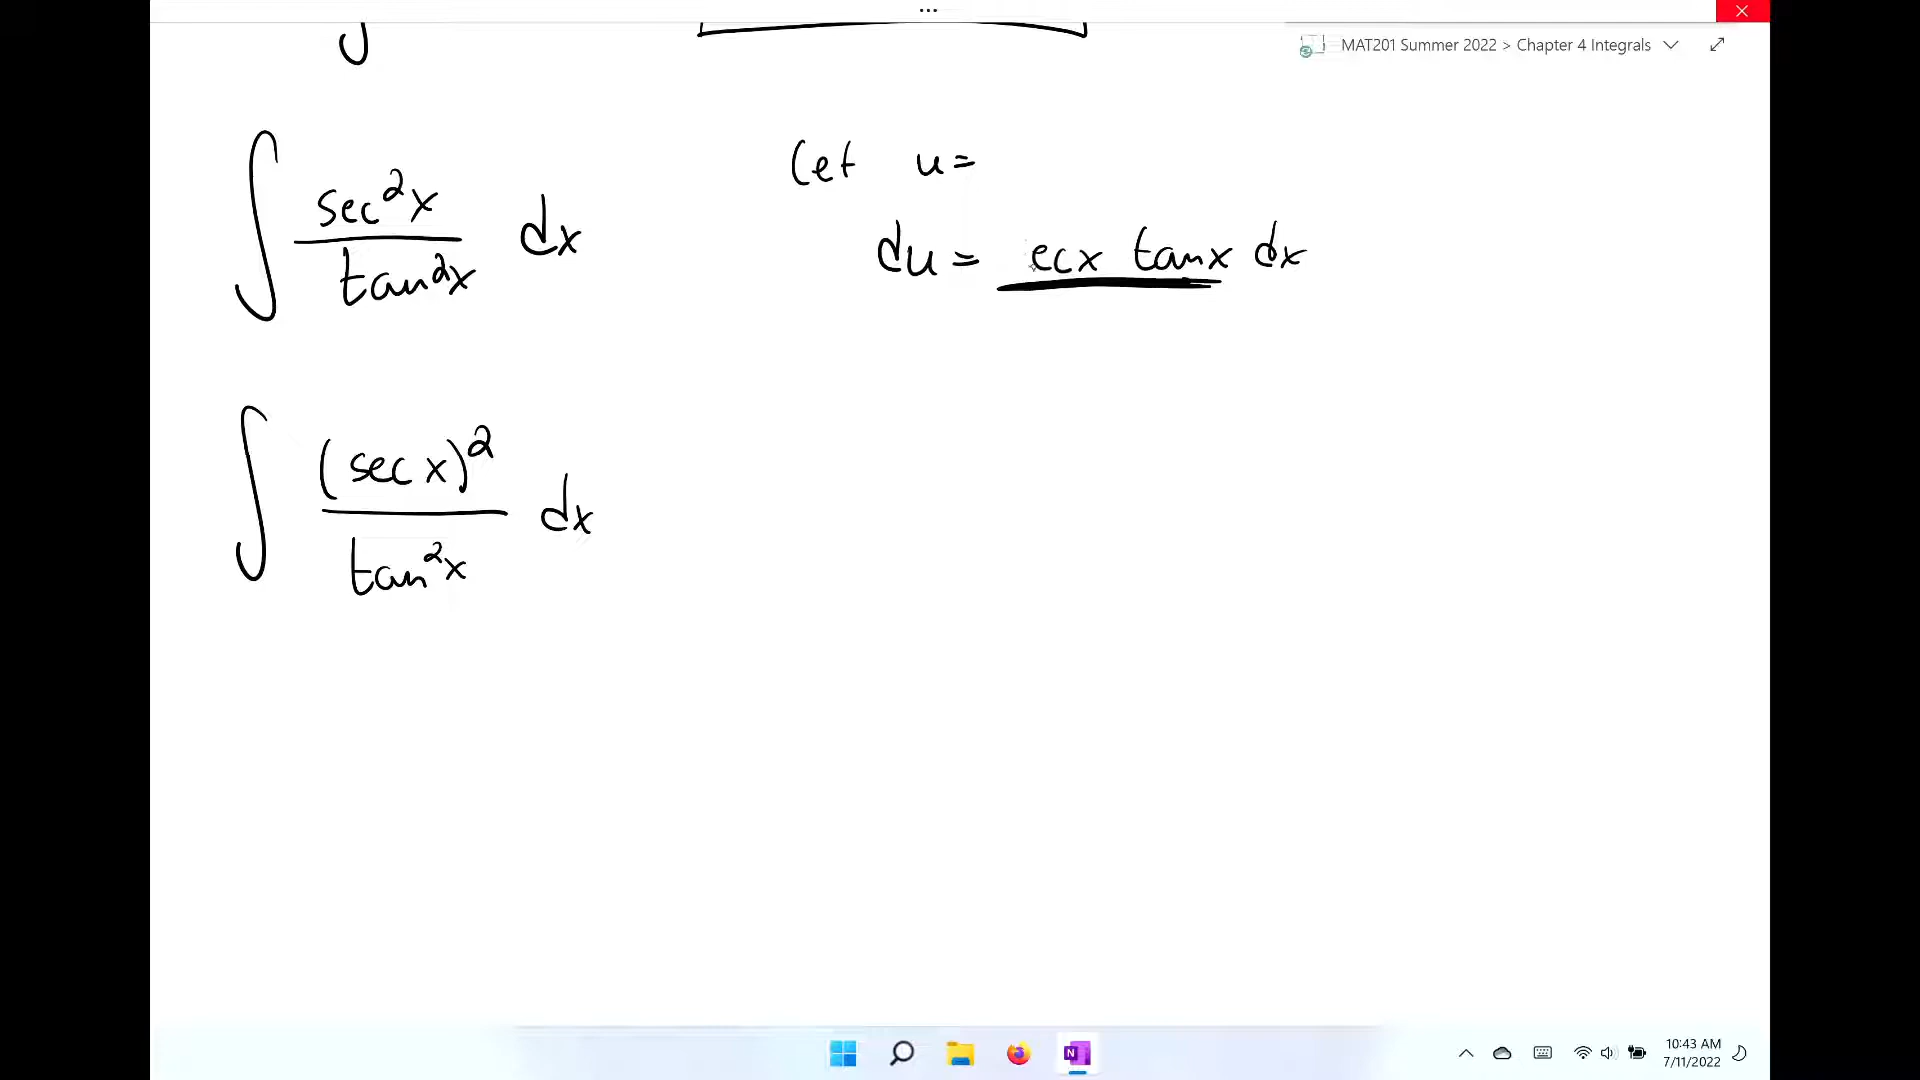 ...
MAT201 Summer 2022 > Chapter 4 Integrals
∫ sec²x / tan²x dx
Let u=
du = ecx tanx dx
∫ (sec x)² / tan²x dx
10:43 AM
7/11/2022